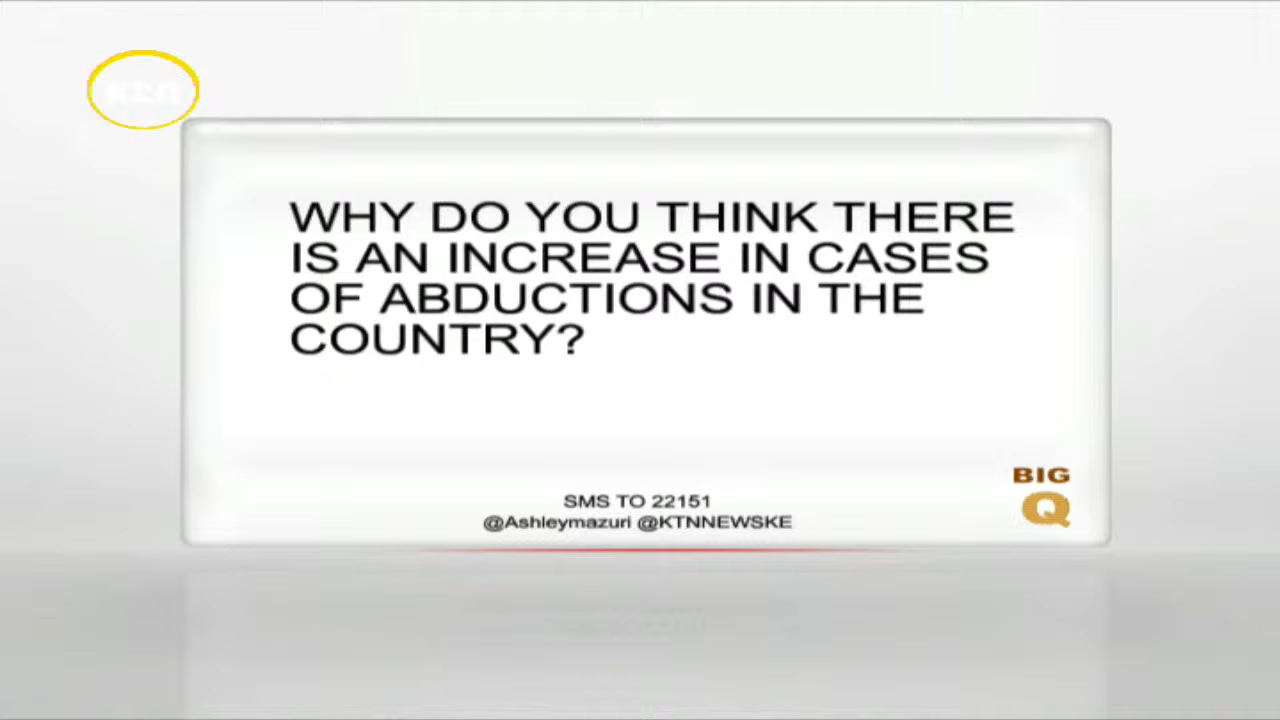 ktn
WHY DO YOU THINK THERE
IS AN INCREASE IN CASES
OF ABDUCTIONS IN THE
COUNTRY?
BIG
Q
SMS TO 22151
@Ashleymazuri @KTNNEWSKE